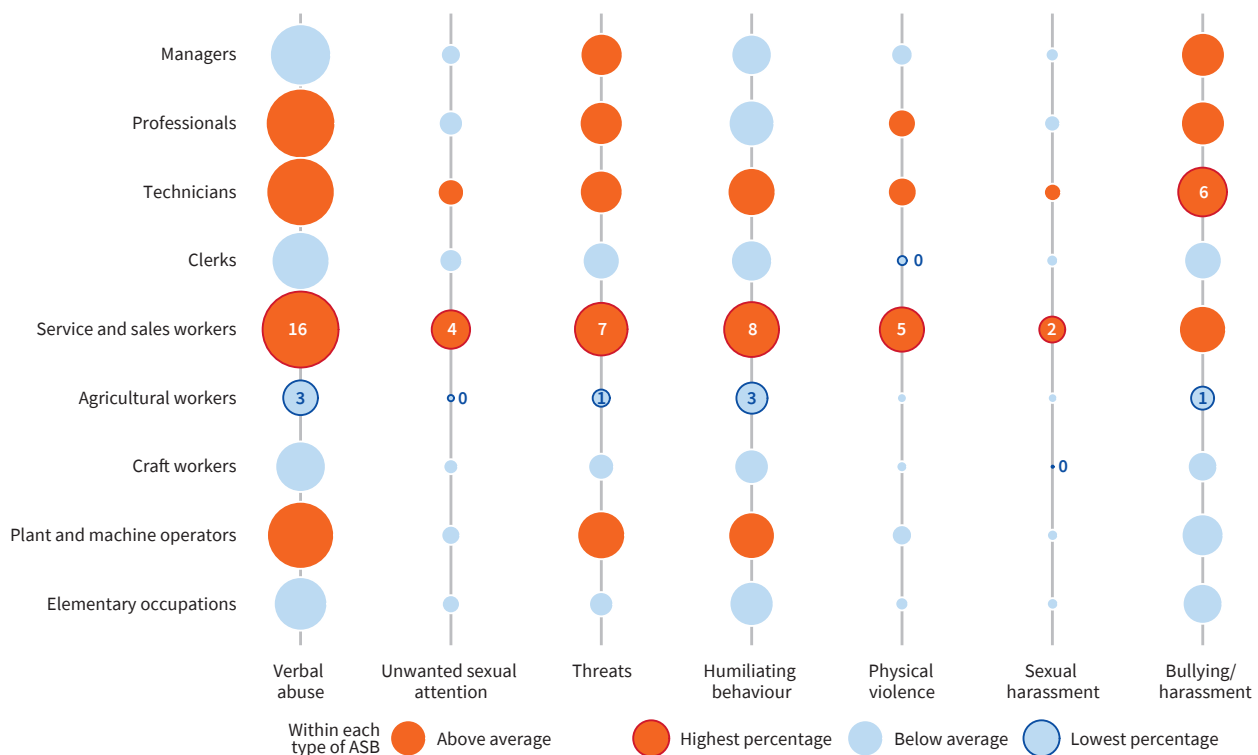 Managers
Professionals
Technicians
6
Clerks
0
Service and sales workers
16
4
7
8
5
2
Agricultural workers
3
0
1
3
1
Craft workers
0
Plant and machine operators
Elementary occupations
Verbal
abuse
Unwanted sexual
attention
Threats
Humiliating
behaviour
Physical
violence
Sexual
harassment
Bullying/
harassment
Within each
type of ASB
Above average
Highest percentage
Below average
Lowest percentage